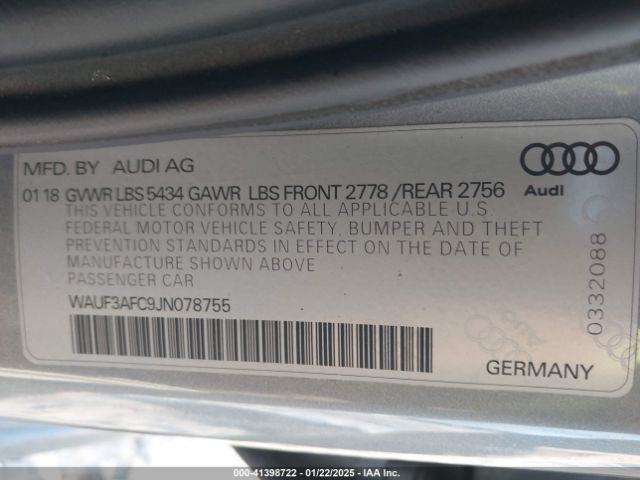 MFD. BY AUDI AG
Audi
01 18 GVWR LBS 5434 GAWR LBS FRONT 2778 /REAR 2756
THIS VEHICLE CONFORMS TO ALL APPLICABLE U.S.
FEDERAL MOTOR VEHICLE SAFETY, BUMPER AND THEFT
PREVENTION STANDARDS IN EFFECT ON THE DATE OF
MANUFACTURE SHOWN ABOVE
PASSENGER CAR
WAUF3AFC9JN078755
0332088
Audi
GERMANY
000-41398722 — 01/22/2025 — IAA Inc.